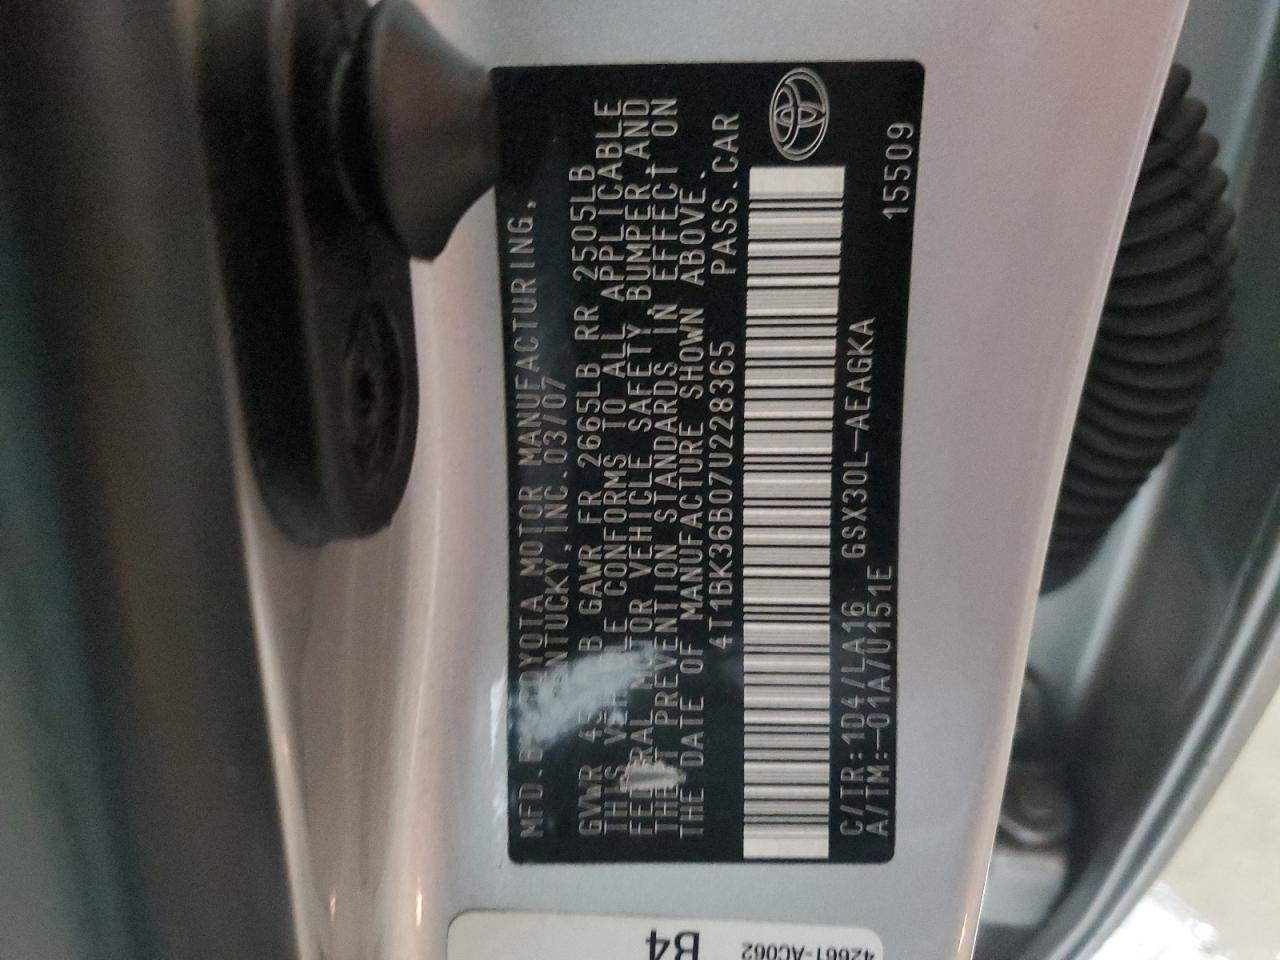 MFD. BY TOYOTA MOTOR MANUFACTURING,
KENTUCKY, INC. 03/07
GVWR LB GAWR FR 2665LB RR 2505LB
THIS VEHICLE CONFORMS TO ALL APPLICABLE
FEDERAL MOTOR VEHICLE SAFETY, BUMPER, AND
THEFT PREVENTION STANDARDS IN EFFECT ON
THE DATE OF MANUFACTURE SHOWN ABOVE.
4T1BK36B07U228365 PASS.CAR
C/TR:1D4/LA16 GSX30L-AEAGKA
A/TM:-01A/U151E 15509
B4
42661-AC062